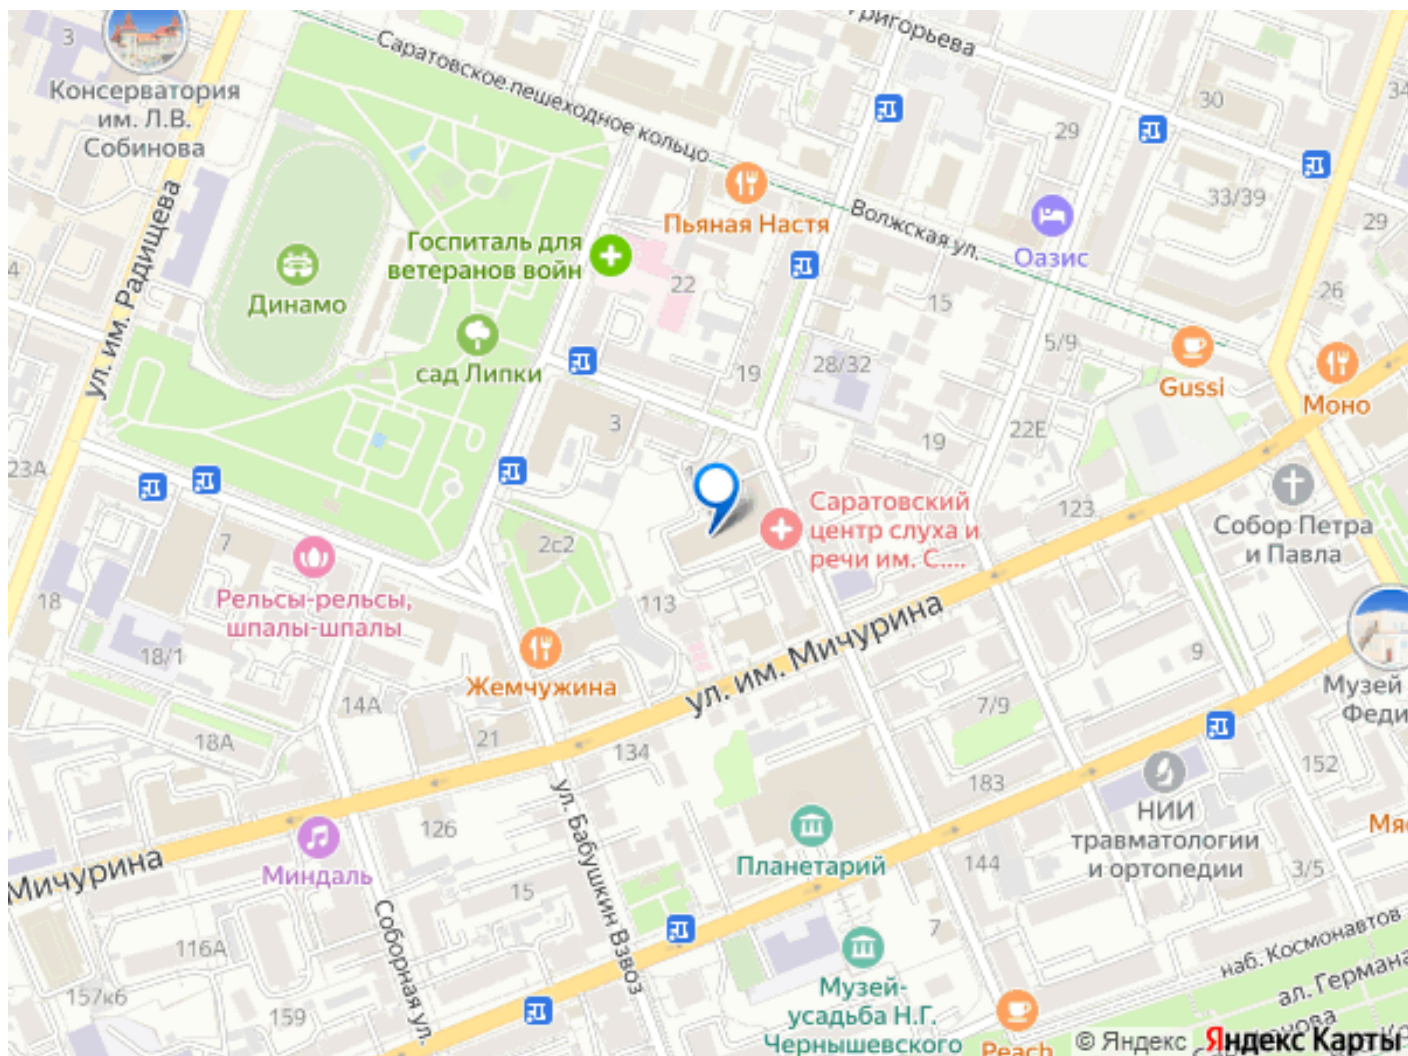 Григорьева
3
Саратовское пешеходное кольцо
Консерватория
им. Л.В.
Собинова
30
34
29
33/39
29
ул. им. Радищева
Пьяная Настя
Волжская ул.
Оазис
Госпиталь для
ветеранов войн
22
4
Динамо
15
26
сад Липки
5/9
28/32
19
Gussi
Моно
3
19
22Е
23А
123
Саратовский
центр слуха и
речи им. С....
Собор Петра
и Павла
7
2с2
18
Рельсы-рельсы,
шпалы-шпалы
113
ул. им. Мичурина
18/1
9
Жемчужина
Музей
Феди
14А
7/9
18А
21
134
152
183
ул. Бабушкин Взвоз
НИИ
травматологии
и ортопедии
126
Мяс
Мичурина
Миндаль
Планетарий
144
3/5
15
Соборная ул.
7
116А
наб. Космонавтов
157к6
159
Музей-
усадьба Н.Г.
Чернышевского
ал. Германа
Peach
© Яндекс Яндекс Карты